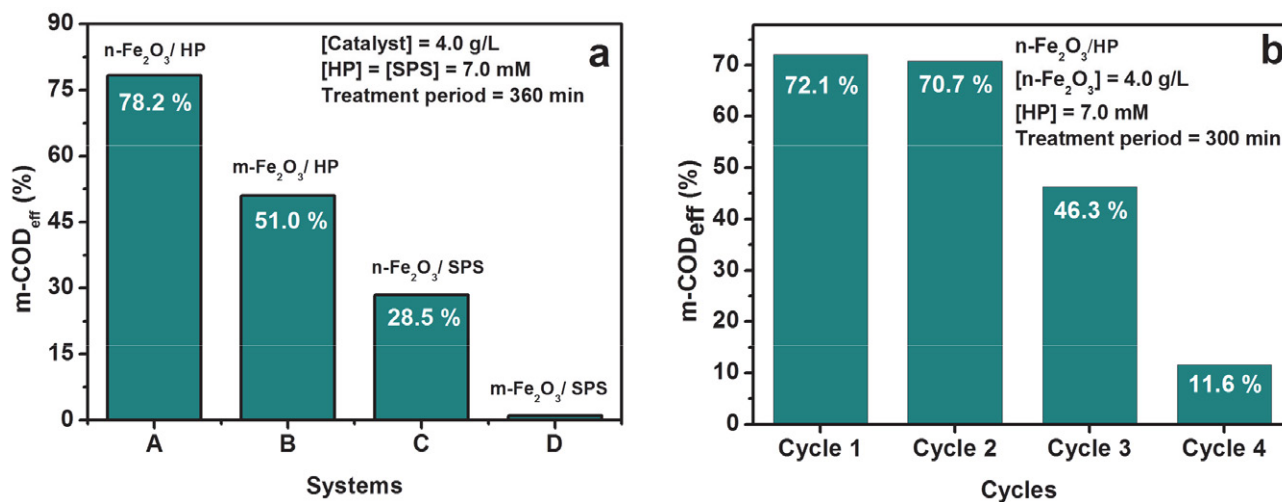 a
[Catalyst] = 4.0 g/L
[HP] = [SPS] = 7.0 mM
Treatment period = 360 min
n-Fe₂O₃/ HP
78.2 %
m-Fe₂O₃/ HP
51.0 %
n-Fe₂O₃/ SPS
28.5 %
m-Fe₂O₃/ SPS
m-COD_eff (%)
90
75
60
45
30
15
0
A B C D
Systems
b
n-Fe₂O₃/HP
[n-Fe₂O₃] = 4.0 g/L
[HP] = 7.0 mM
Treatment period = 300 min
72.1 %
70.7 %
46.3 %
11.6 %
m-COD_eff (%)
70
60
50
40
30
20
10
0
Cycle 1 Cycle 2 Cycle 3 Cycle 4
Cycles